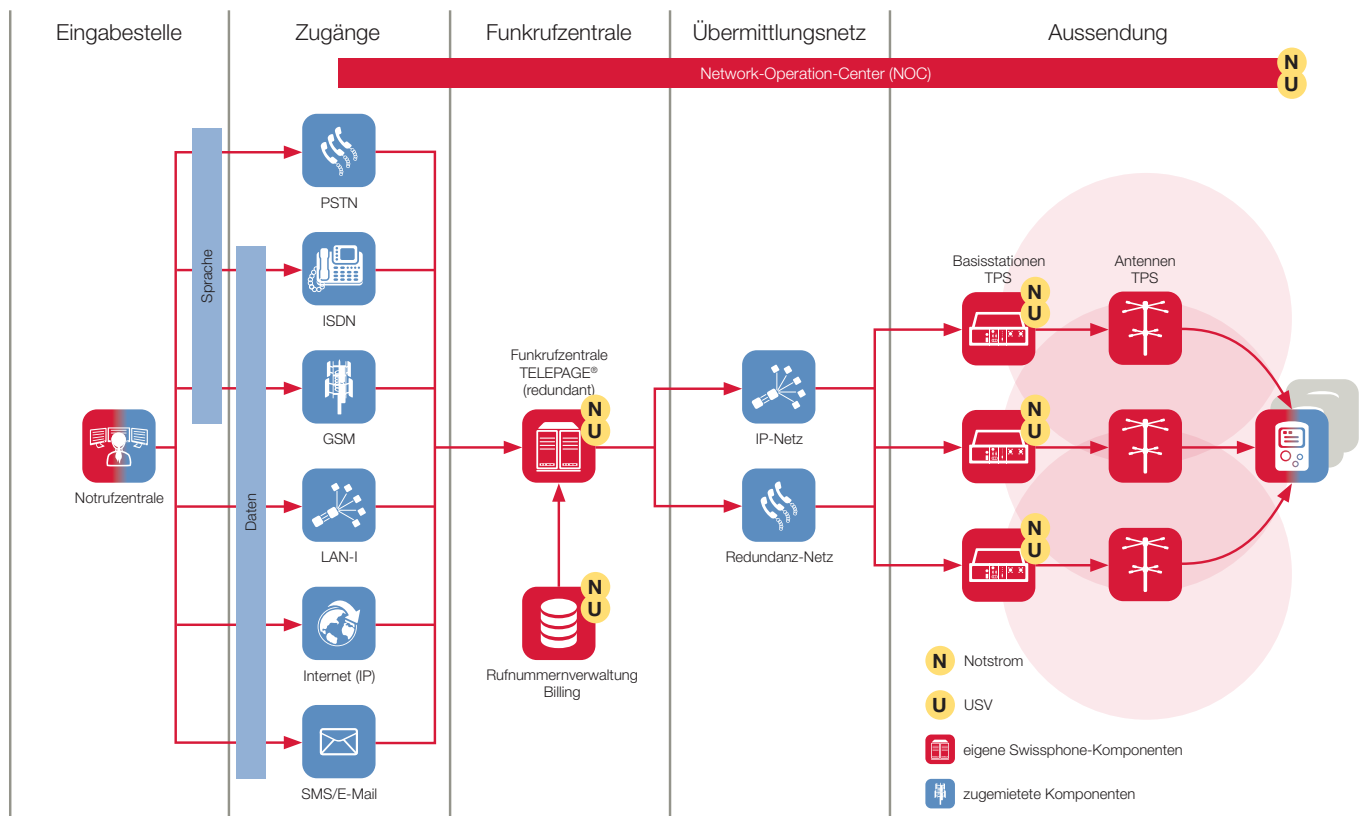 Eingabestelle
Zugänge
Funkrufzentrale
Übermittlungsnetz
Aussendung
Network-Operation-Center (NOC)
N
U
Sprache
Daten
Notrufzentrale
PSTN
ISDN
GSM
LAN-I
Internet (IP)
SMS/E-Mail
Funkrufzentrale
TELEPAGE®
(redundant)
N
U
Rufnummernverwaltung
Billing
N
U
IP-Netz
Redundanz-Netz
Basisstationen
TPS
N
U
N
U
N
U
Antennen
TPS
N Notstrom
U USV
eigene Swissphone-Komponenten
zugemietete Komponenten